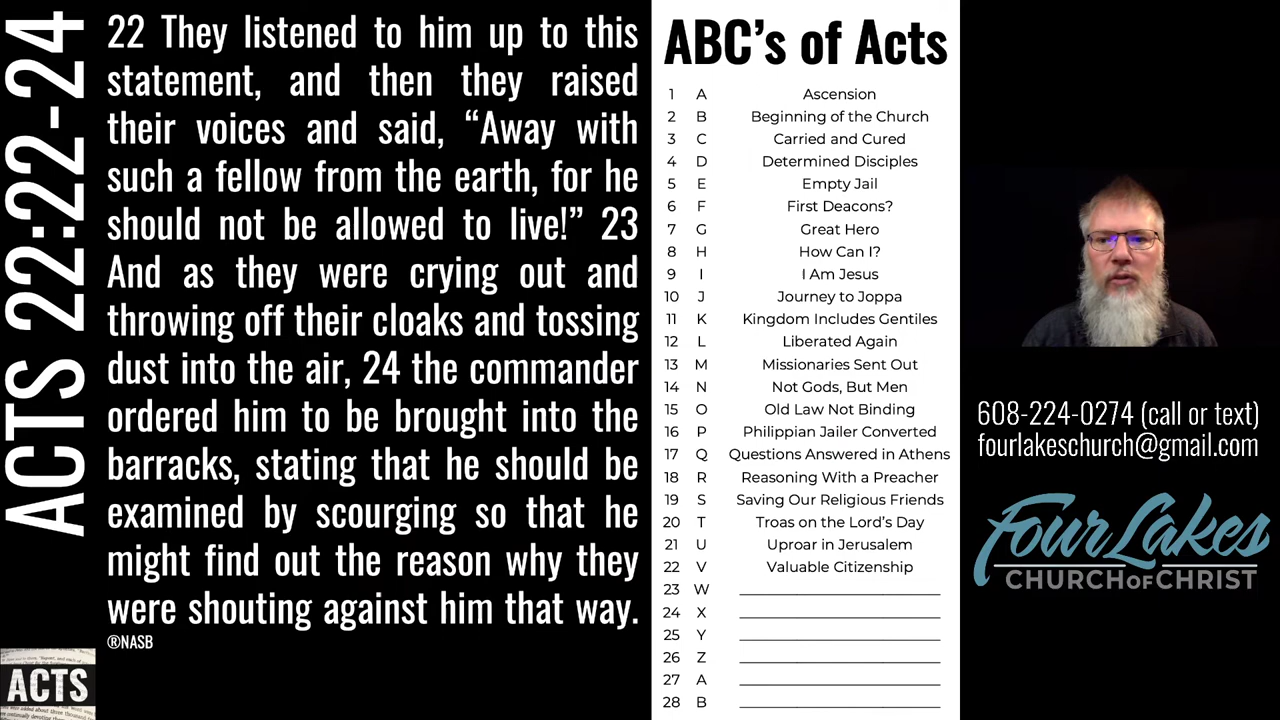 ACTS 22:22-24
22 They listened to him up to this
statement, and then they raised
their voices and said, “Away with
such a fellow from the earth, for he
should not be allowed to live!” 23
And as they were crying out and
throwing off their cloaks and tossing
dust into the air, 24 the commander
ordered him to be brought into the
barracks, stating that he should be
examined by scourging so that he
might find out the reason why they
were shouting against him that way.
®NASB
ACTS
ABC’s of Acts
1 A Ascension
2 B Beginning of the Church
3 C Carried and Cured
4 D Determined Disciples
5 E Empty Jail
6 F First Deacons?
7 G Great Hero
8 H How Can I?
9 I I Am Jesus
10 J Journey to Joppa
11 K Kingdom Includes Gentiles
12 L Liberated Again
13 M Missionaries Sent Out
14 N Not Gods, But Men
15 O Old Law Not Binding
16 P Philippian Jailer Converted
17 Q Questions Answered in Athens
18 R Reasoning With a Preacher
19 S Saving Our Religious Friends
20 T Troas on the Lord’s Day
21 U Uproar in Jerusalem
22 V Valuable Citizenship
23 W
24 X
25 Y
26 Z
27 A
28 B
608-224-0274 (call or text)
fourlakeschurch@gmail.com
Four Lakes
CHURCH OF CHRIST